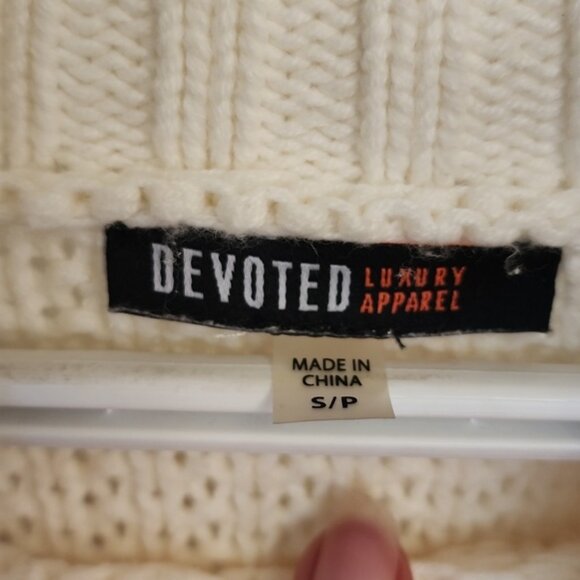 DEVOTED LUXURY
APPAREL
MADE IN
CHINA
S/P